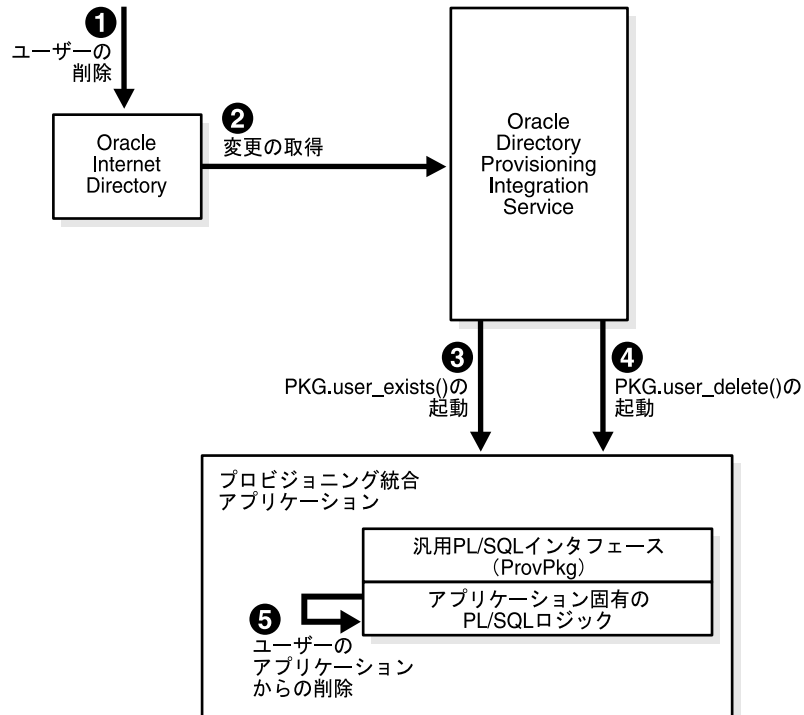 1
ユーザーの
削除
Oracle
Internet
Directory
2
変更の取得
Oracle
Directory
Provisioning
Integration
Service
3
PKG.user_exists()の
起動
4
PKG.user_delete()の
起動
プロビジョニング統合
アプリケーション
汎用PL/SQLインタフェース
（ProvPkg）
アプリケーション固有の
PL/SQLロジック
5
ユーザーの
アプリケーション
からの削除